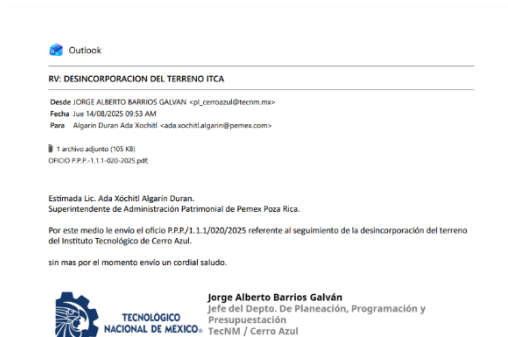 Outlook
RV: DESINCORPORACION DEL TERRENO ITCA
Desde JORGE ALBERTO BARRIOS GALVAN <pl_cerroazul@tecnm.mx>
Fecha Jue 14/08/2025 09:53 AM
Para Algarin Duran Ada Xochitl <ada.xochitl.algarin@pemex.com>
1 archivo adjunto (105 KB)
OFICIO P.P.P.-1.1.1-020-2025.pdf;
Estimada Lic. Ada Xóchitl Algarin Duran.
Superintendente de Administración Patrimonial de Pemex Poza Rica.
Por este medio le envío el oficio P.P.P./1.1.1/020/2025 referente al seguimiento de la desincorporación del terreno
del Instituto Tecnológico de Cerro Azul.
sin mas por el momento envío un cordial saludo.
TECNOLÓGICO
NACIONAL DE MÉXICO®
Jorge Alberto Barrios Galván
Jefe del Depto. De Planeación, Programación y
Presupuestación
TecNM / Cerro Azul